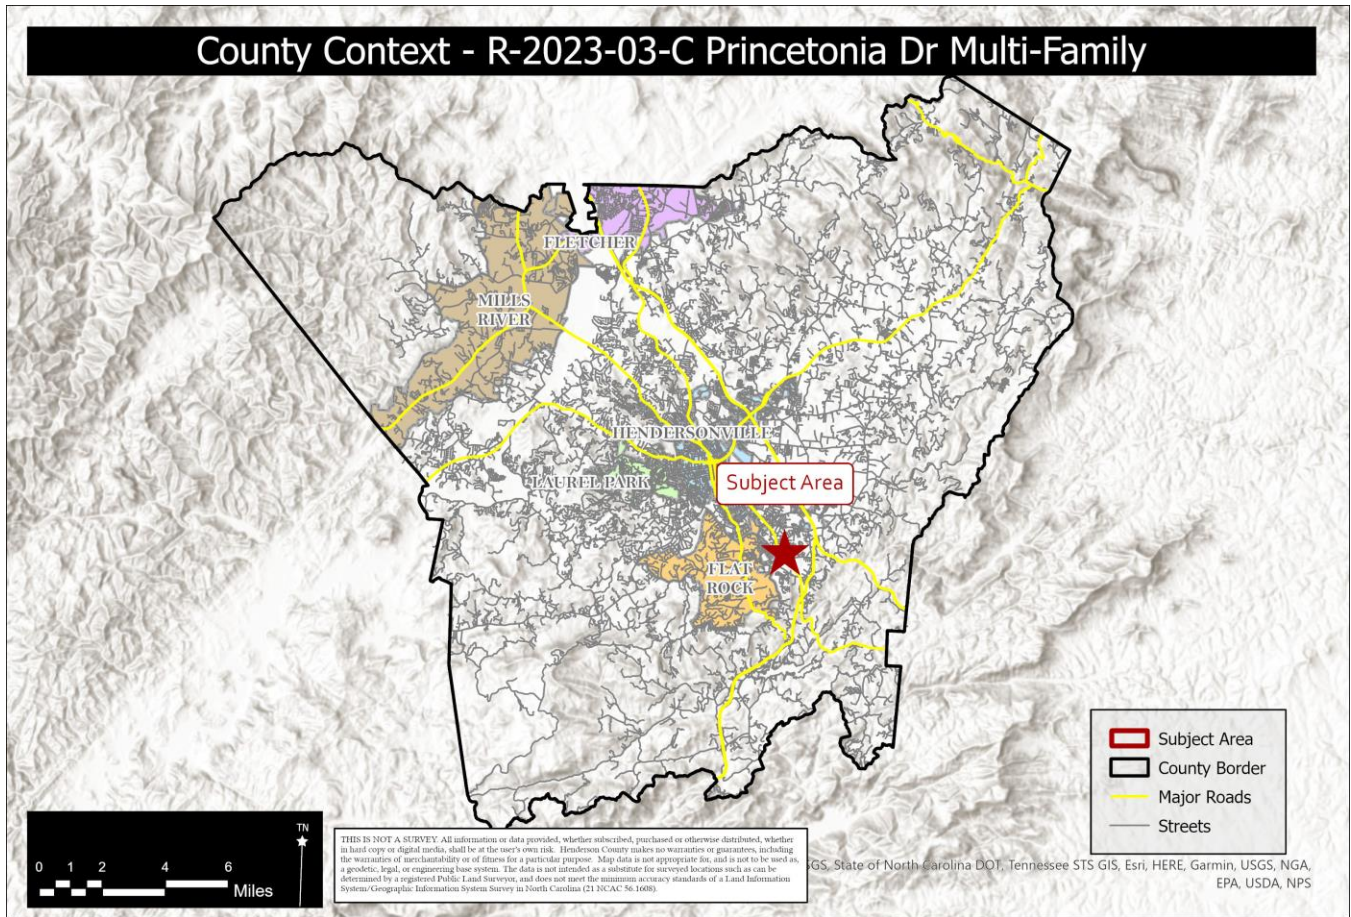 County Context - R-2023-03-C Princetonia Dr Multi-Family
FLETCHER
MILLS
RIVER
HENDERSONVILLE
LAUREL PARK
Subject Area
FLAT
ROCK
Subject Area
County Border
Major Roads
Streets
TN
0 1 2 4 6
Miles
THIS IS NOT A SURVEY. All information or data provided, whether subscribed, purchased or otherwise distributed, whether
in hard copy or digital media, shall be at the user's own risk. Henderson County makes no warranties or guarantees, including
the warranties of merchantability or of fitness for a particular purpose. Map data is not appropriate for, and is not to be used as,
a geodetic, legal, or engineering base system. The data is not intended as a substitute for surveyed locations such as can be
determined by a registered Public Land Surveyor, and does not meet the minimum accuracy standards of a Land Information
System/Geographic Information System Survey in North Carolina (21 NCAC 56.1608).
SGS, State of North Carolina DOT, Tennessee STS GIS, Esri, HERE, Garmin, USGS, NGA,
EPA, USDA, NPS